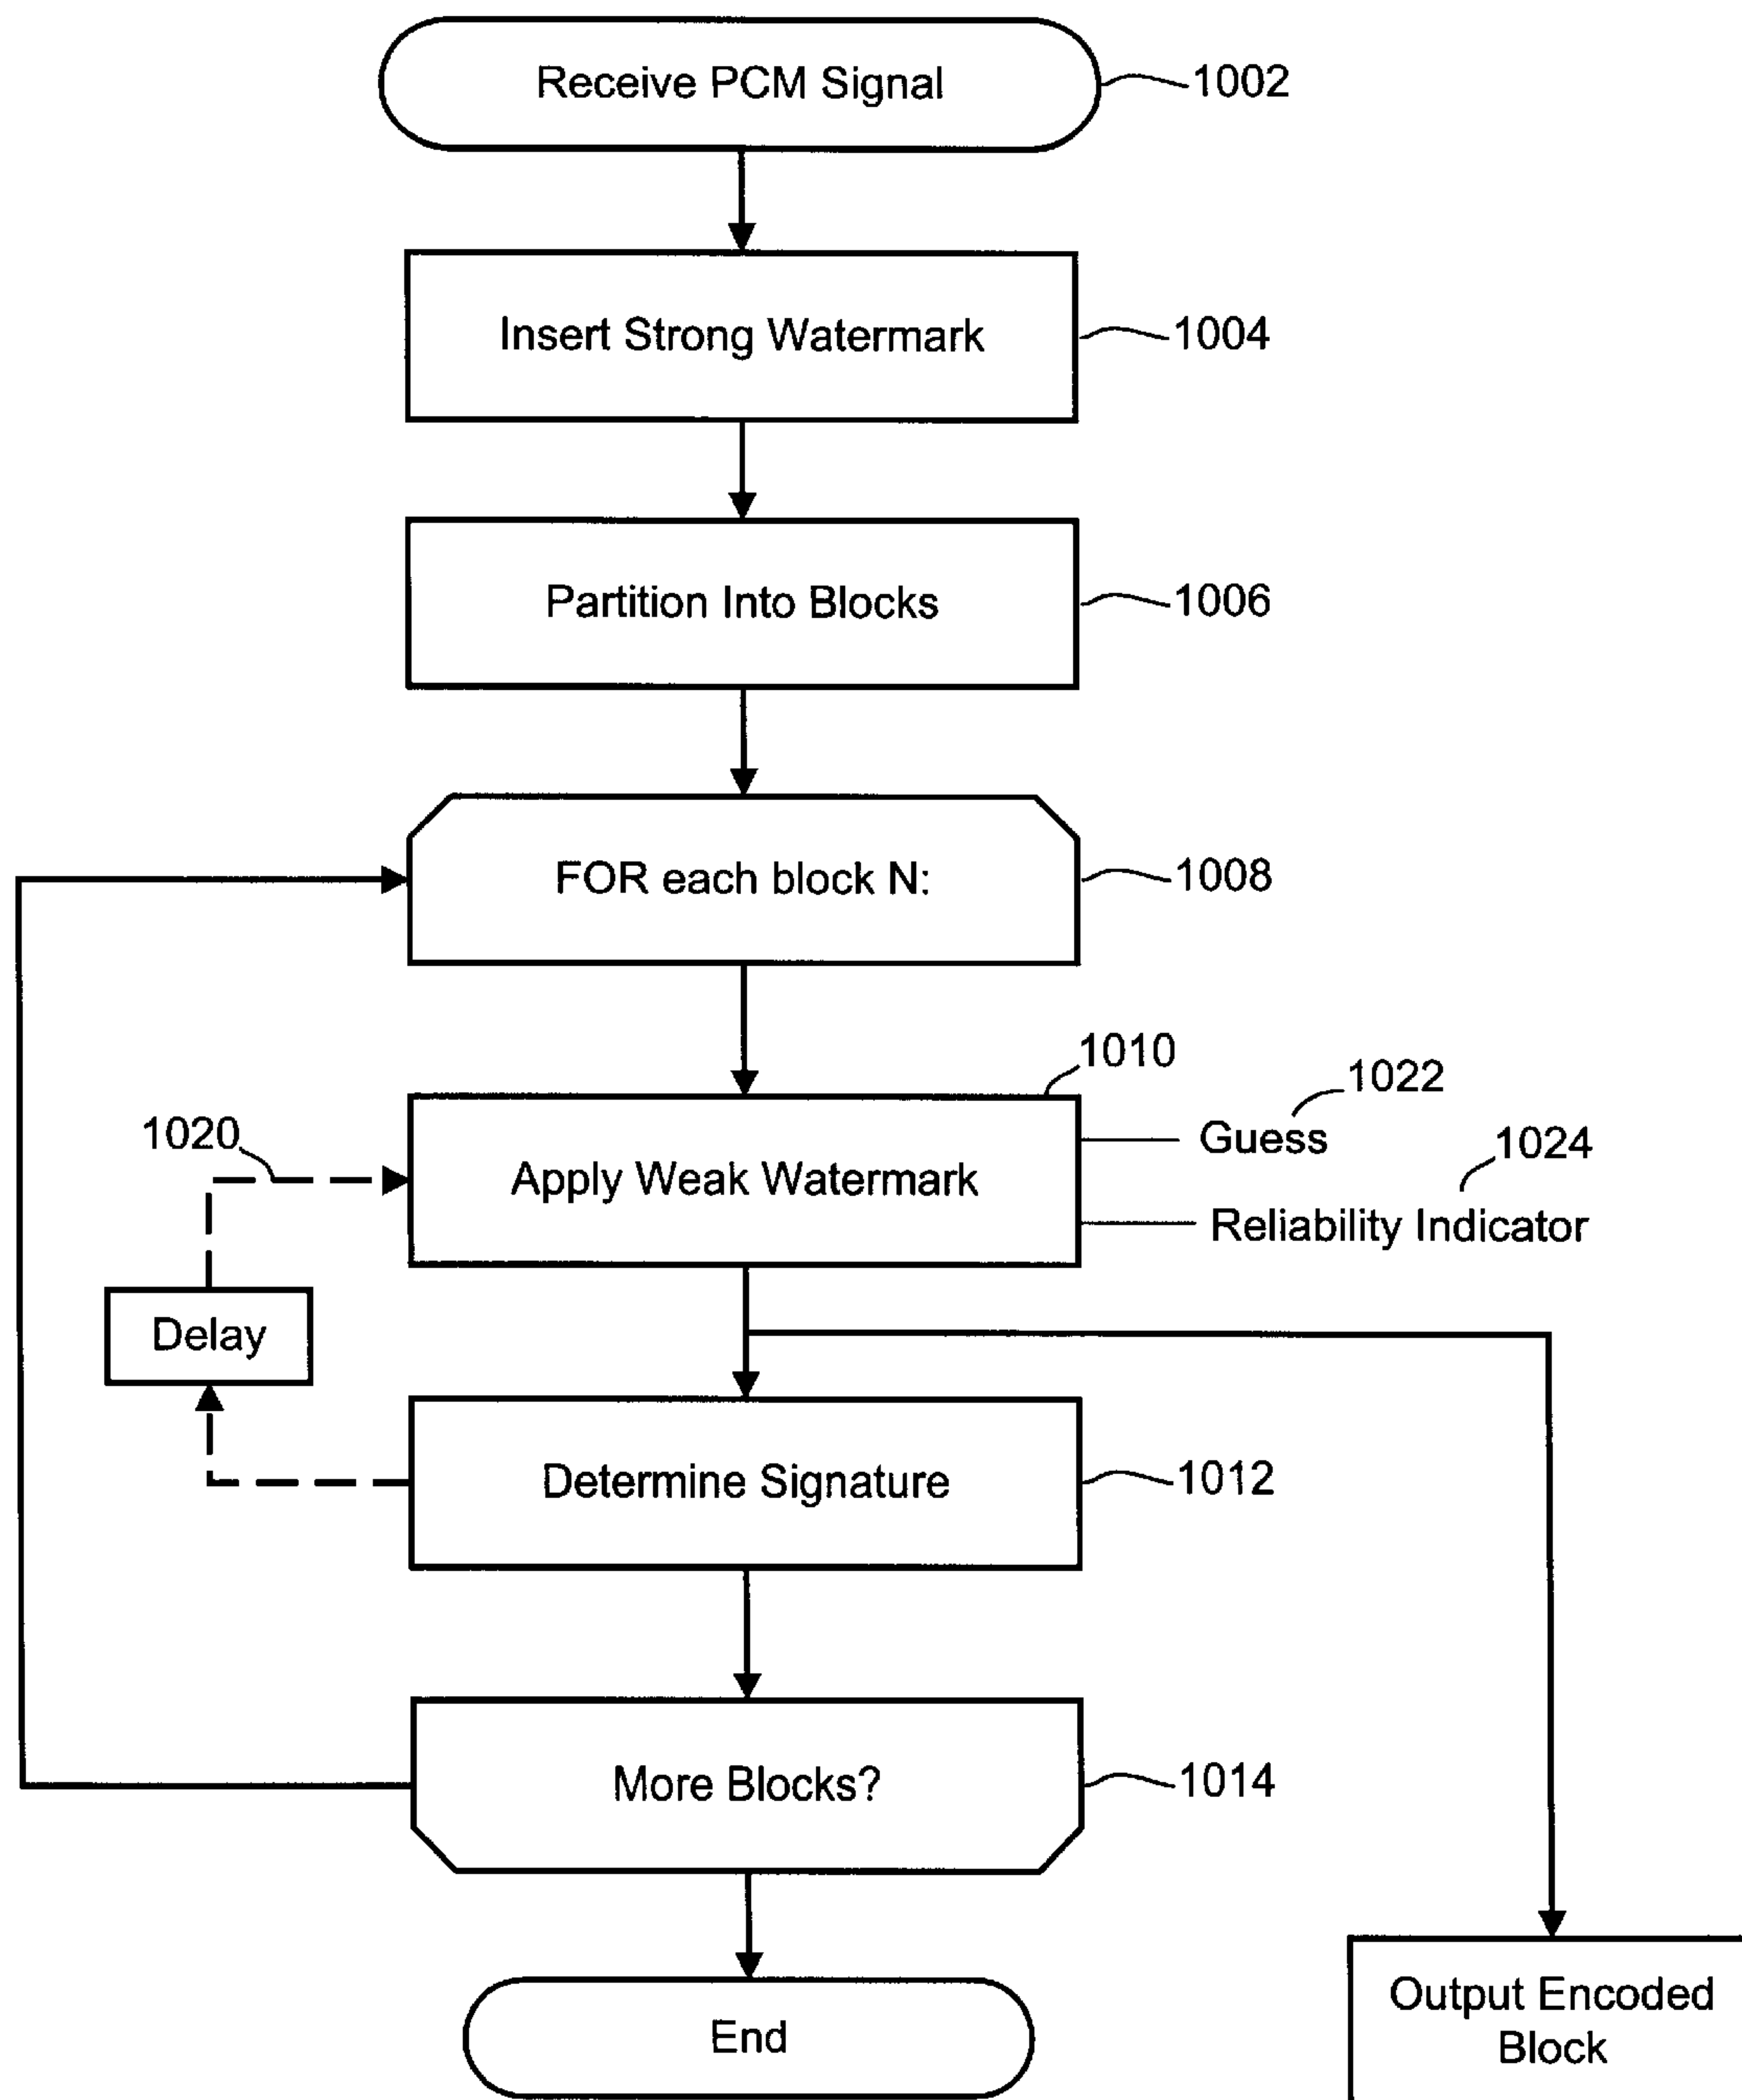 Receive PCM Signal
1002
Insert Strong Watermark
1004
Partition Into Blocks
1006
FOR each block N:
1008
1010
1022
Guess
1020
1024
Apply Weak Watermark
Reliability Indicator
Delay
Determine Signature
1012
More Blocks?
1014
Output Encoded
Block
End